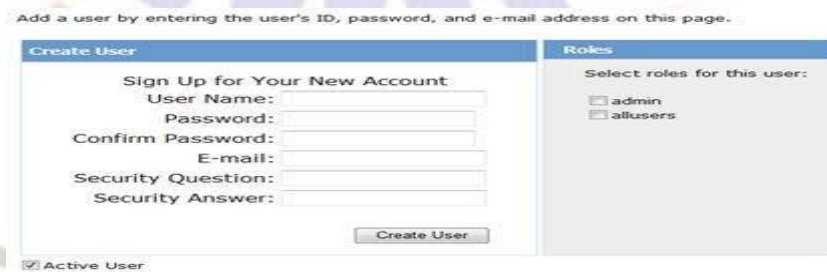 Add a user by entering the user's ID, password, and e-mail address on this page.
Create User
Sign Up for Your New Account
User Name:
Password:
Confirm Password:
E-mail:
Security Question:
Security Answer:
Create User
Active User
Roles
Select roles for this user:
admin
allusers